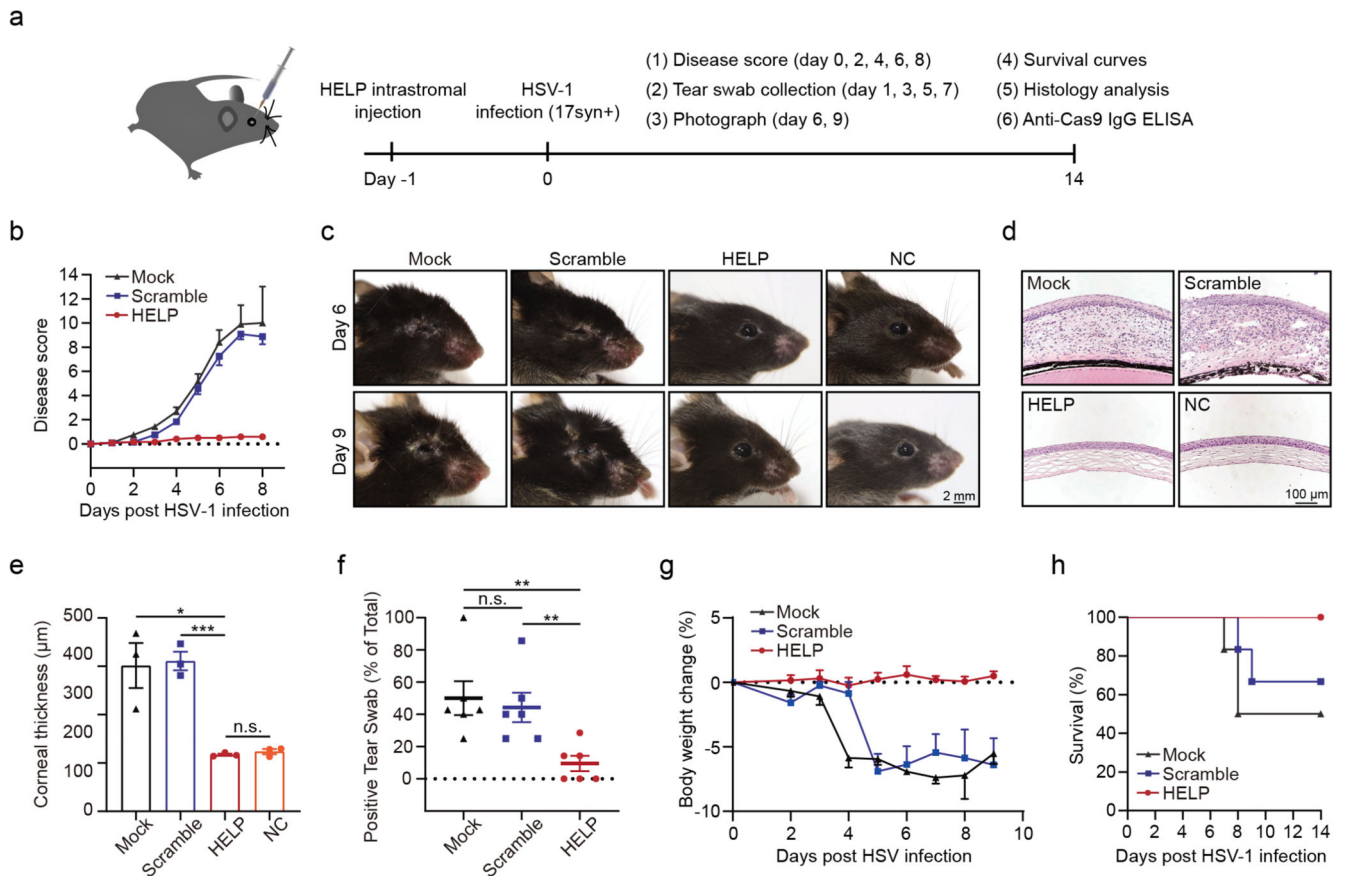 a
HELP intrastromal
injection
HSV-1
infection (17syn+)
(1) Disease score (day 0, 2, 4, 6, 8)
(2) Tear swab collection (day 1, 3, 5, 7)
(3) Photograph (day 6, 9)
(4) Survival curves
(5) Histology analysis
(6) Anti-Cas9 IgG ELISA
Day -1
0
14
b
Mock
Scramble
HELP
Disease score
14
12
10
8
6
4
2
0
0 2 4 6 8
Days post HSV-1 infection
c
Mock Scramble HELP NC
Day 6
Day 9
2 mm
d
Mock
Scramble
HELP
NC
100 µm
e
Corneal thickness (µm)
500
400
300
200
100
0
*
***
n.s.
Mock
Scramble
HELP
NC
f
Positive Tear Swab (% of Total)
100
80
60
40
20
0
**
n.s.
**
Mock
Scramble
HELP
g
Body weight change (%)
5
0
-5
-10
Mock
Scramble
HELP
0 2 4 6 8 10
Days post HSV infection
h
Survival (%)
100
80
60
40
20
0
Mock
Scramble
HELP
0 2 4 6 8 10 12 14
Days post HSV-1 infection